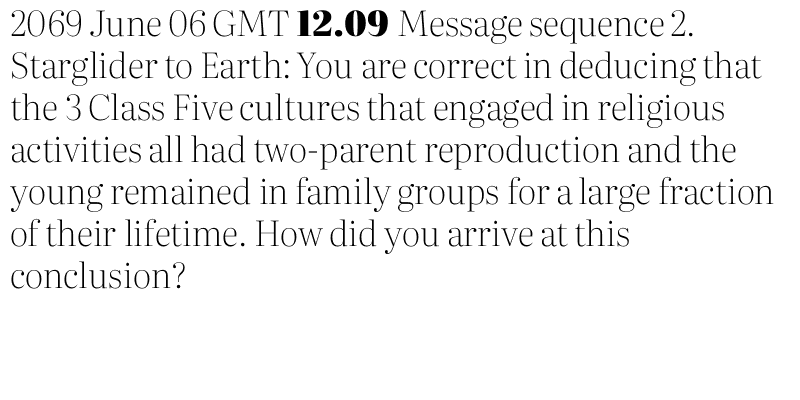 2069 June 06 GMT 12.09 Message sequence 2.
Starglider to Earth: You are correct in deducing that
the 3 Class Five cultures that engaged in religious
activities all had two-parent reproduction and the
young remained in family groups for a large fraction
of their lifetime. How did you arrive at this
conclusion?